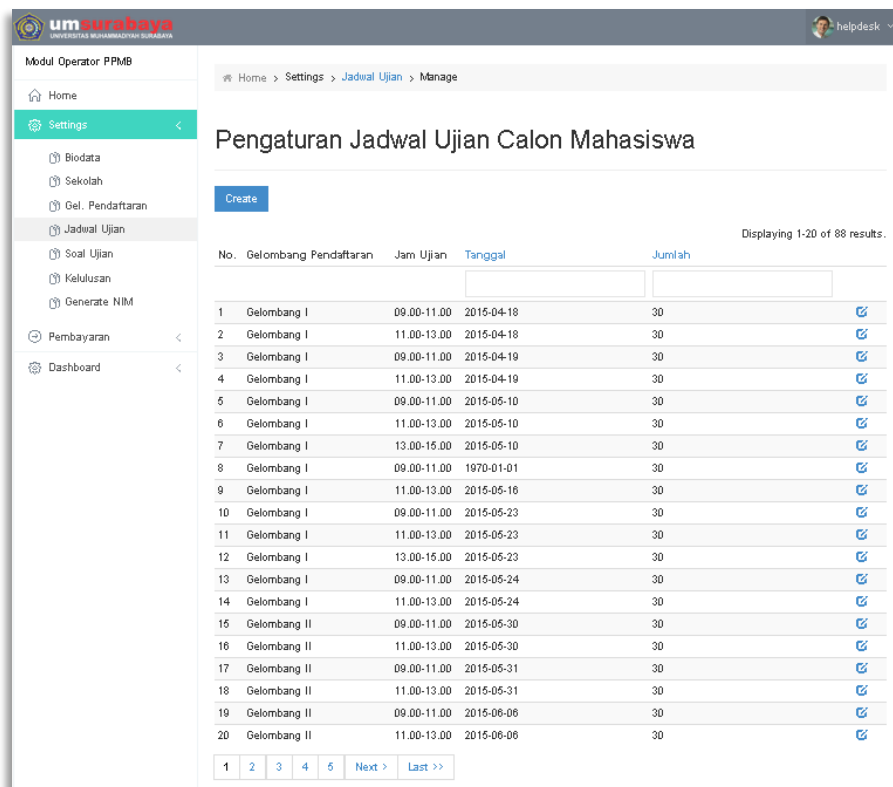 umsurabaya
UNIVERSITAS MUHAMMADIYAH SURABAYA
helpdesk
Modul Operator PPMB
Home
Settings
Biodata
Sekolah
Gel. Pendaftaran
Jadwal Ujian
Soal Ujian
Kelulusan
Generate NIM
Pembayaran
Dashboard
Home > Settings > Jadwal Ujian > Manage
Pengaturan Jadwal Ujian Calon Mahasiswa
Create
Displaying 1-20 of 88 results.
No. Gelombang Pendaftaran Jam Ujian Tanggal Jumlah
1 Gelombang I 09.00-11.00 2015-04-18 30
2 Gelombang I 11.00-13.00 2015-04-18 30
3 Gelombang I 09.00-11.00 2015-04-19 30
4 Gelombang I 11.00-13.00 2015-04-19 30
5 Gelombang I 09.00-11.00 2015-05-10 30
6 Gelombang I 11.00-13.00 2015-05-10 30
7 Gelombang I 13.00-15.00 2015-05-10 30
8 Gelombang I 09.00-11.00 1970-01-01 30
9 Gelombang I 11.00-13.00 2015-05-16 30
10 Gelombang I 09.00-11.00 2015-05-23 30
11 Gelombang I 11.00-13.00 2015-05-23 30
12 Gelombang I 13.00-15.00 2015-05-23 30
13 Gelombang I 09.00-11.00 2015-05-24 30
14 Gelombang I 11.00-13.00 2015-05-24 30
15 Gelombang II 09.00-11.00 2015-05-30 30
16 Gelombang II 11.00-13.00 2015-05-30 30
17 Gelombang II 09.00-11.00 2015-05-31 30
18 Gelombang II 11.00-13.00 2015-05-31 30
19 Gelombang II 09.00-11.00 2015-06-06 30
20 Gelombang II 11.00-13.00 2015-06-06 30
1 2 3 4 5 Next > Last >>